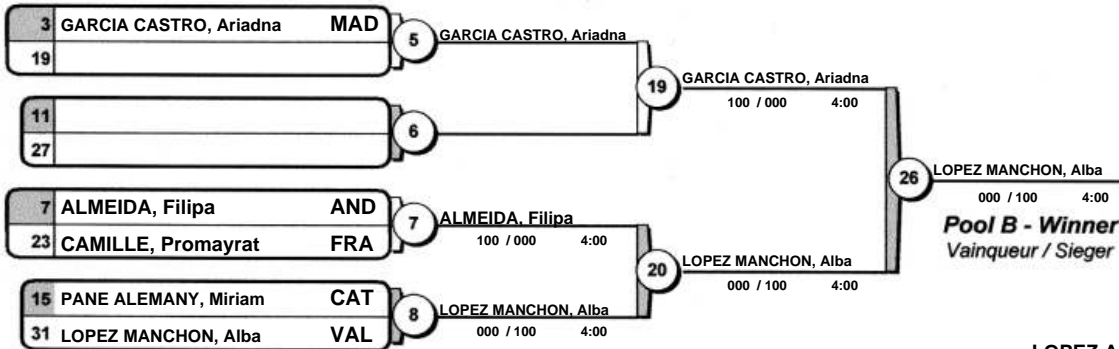 3 GARCIA CASTRO, Ariadna MAD
19
5 GARCIA CASTRO, Ariadna
11
27
6
19 GARCIA CASTRO, Ariadna
100 / 000 4:00
7 ALMEIDA, Filipa AND
23 CAMILLE, Promayrat FRA
7 ALMEIDA, Filipa
100 / 000 4:00
15 PANE ALEMANY, Miriam CAT
31 LOPEZ MANCHON, Alba VAL
8 LOPEZ MANCHON, Alba
000 / 100 4:00
20 LOPEZ MANCHON, Alba
000 / 100 4:00
26 LOPEZ MANCHON, Alba
000 / 100 4:00
Pool B - Winner
Vainqueur / Sieger